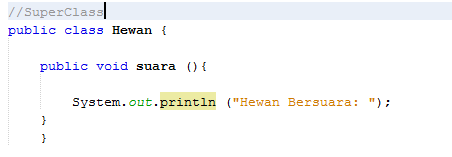 //SuperClass
public class Hewan {
public void suara (){
System.out.println ("Hewan Bersuara: ");
}
}